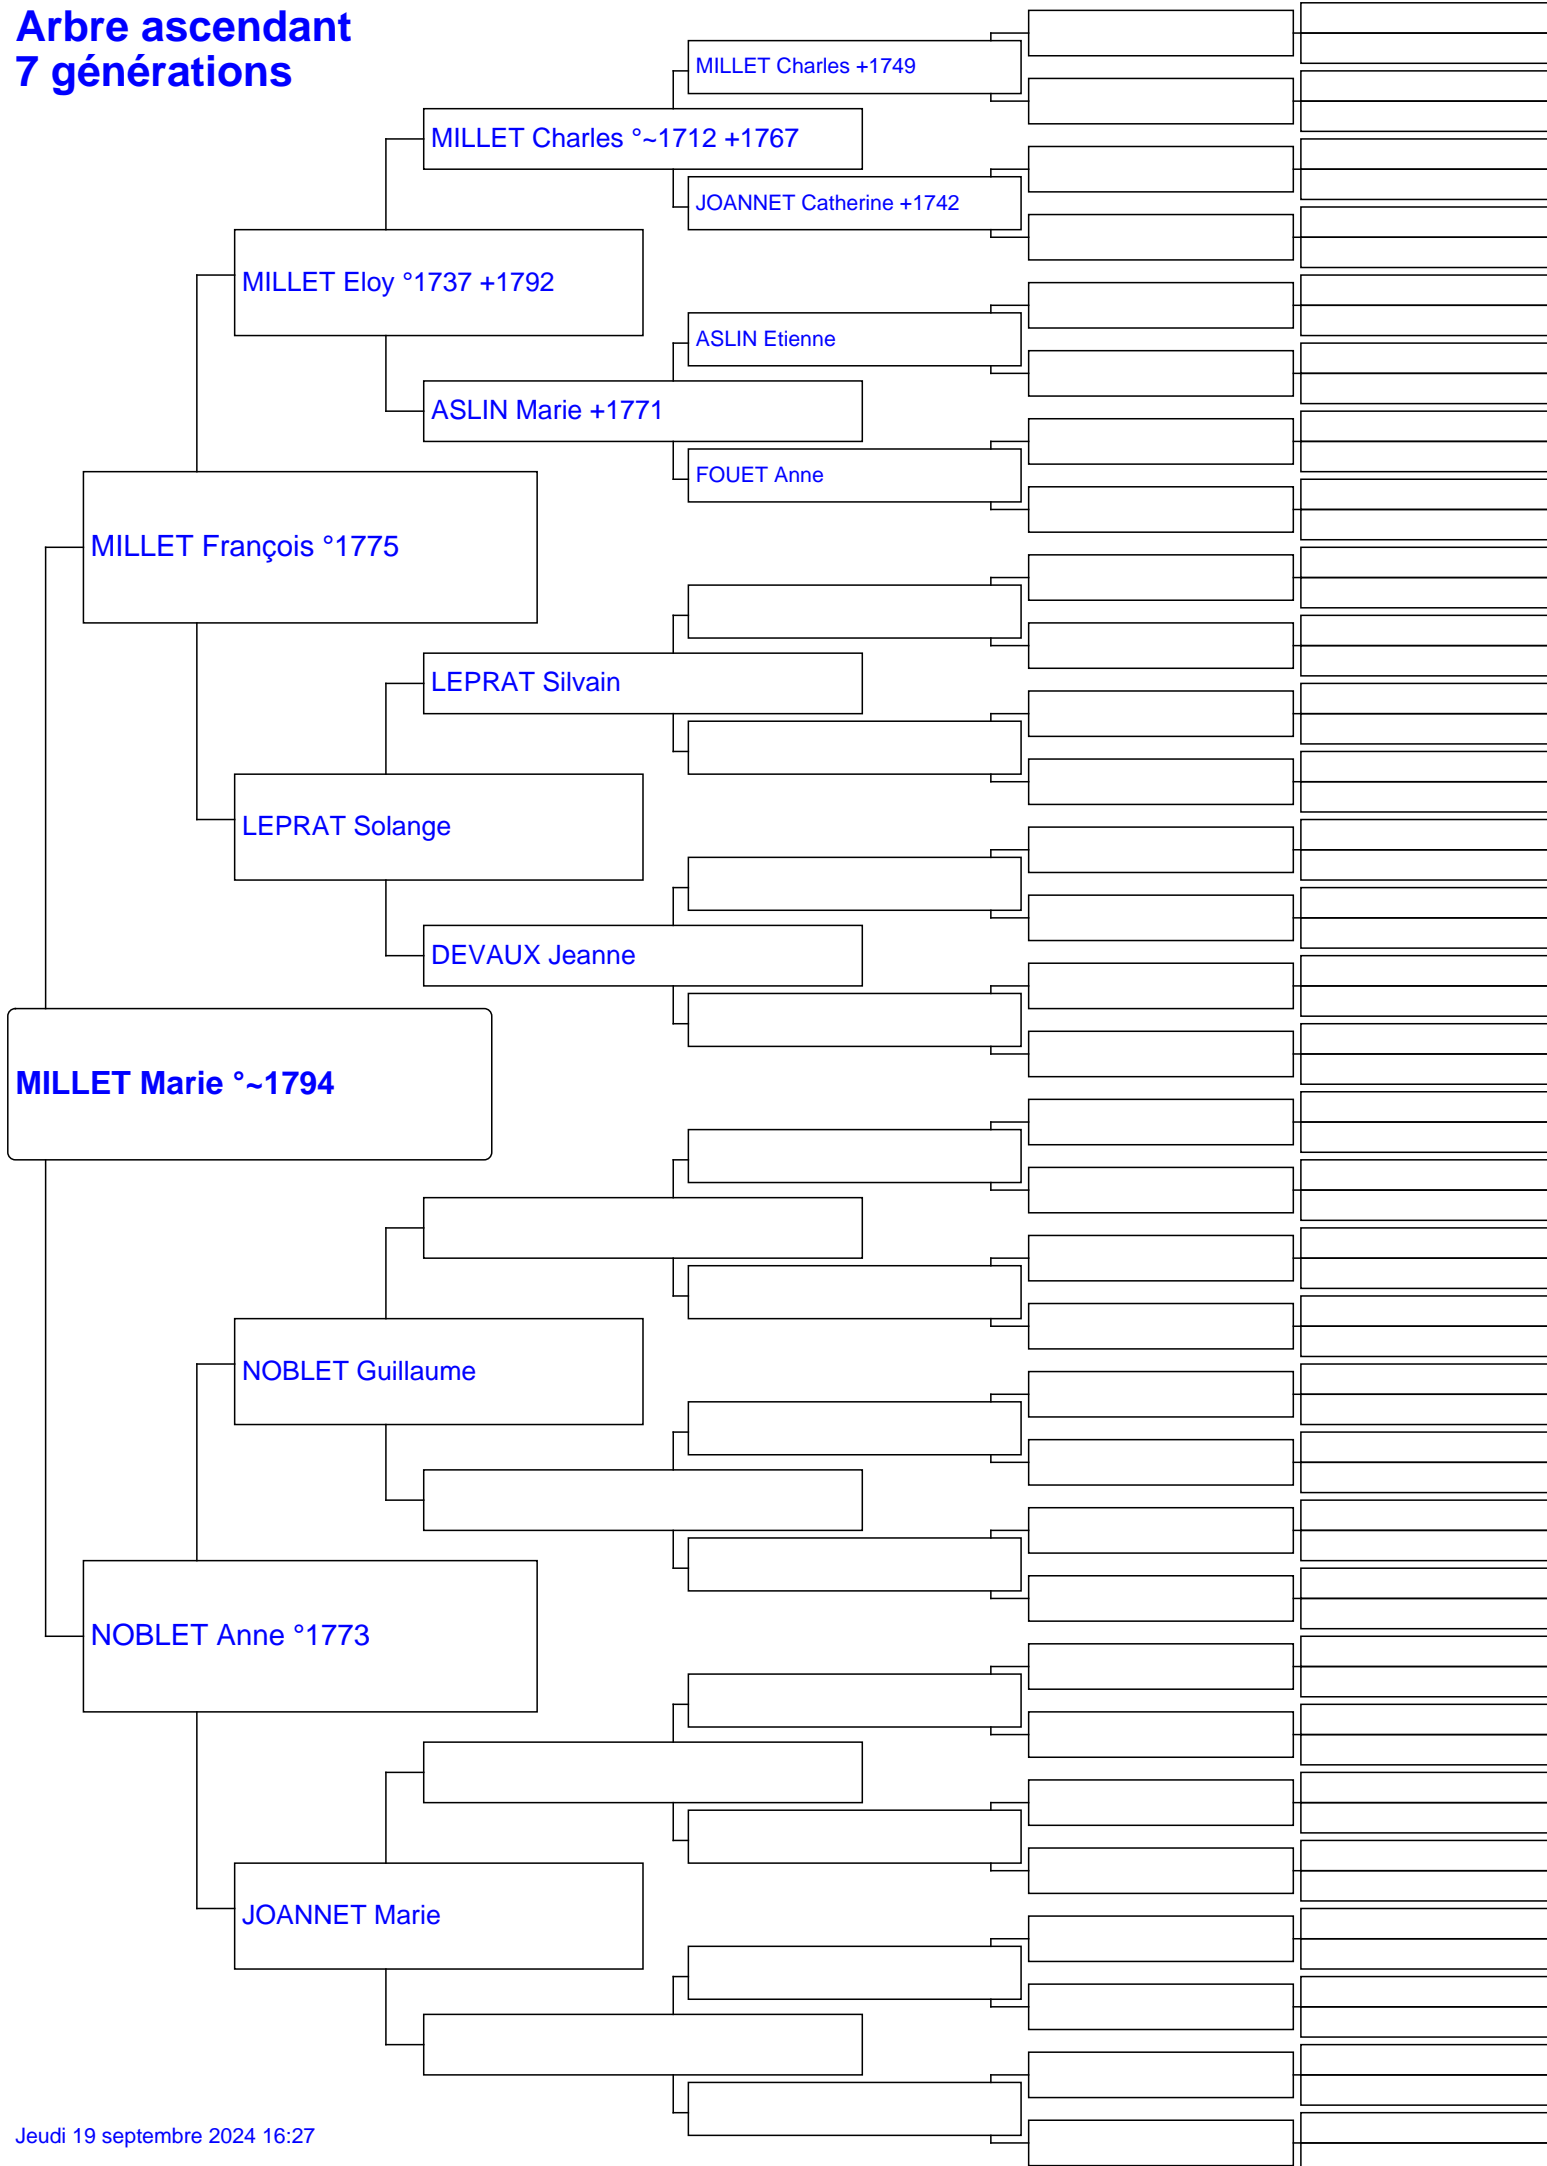 Arbre ascendant
7 générations
MILLET Charles +1749
MILLET Charles °~1712 +1767
JOANNET Catherine +1742
MILLET Eloy °1737 +1792
ASLIN Etienne
ASLIN Marie +1771
FOUET Anne
MILLET François °1775
LEPRAT Silvain
LEPRAT Solange
DEVAUX Jeanne
MILLET Marie °~1794
NOBLET Guillaume
NOBLET Anne °1773
JOANNET Marie
Jeudi 19 septembre 2024 16:27